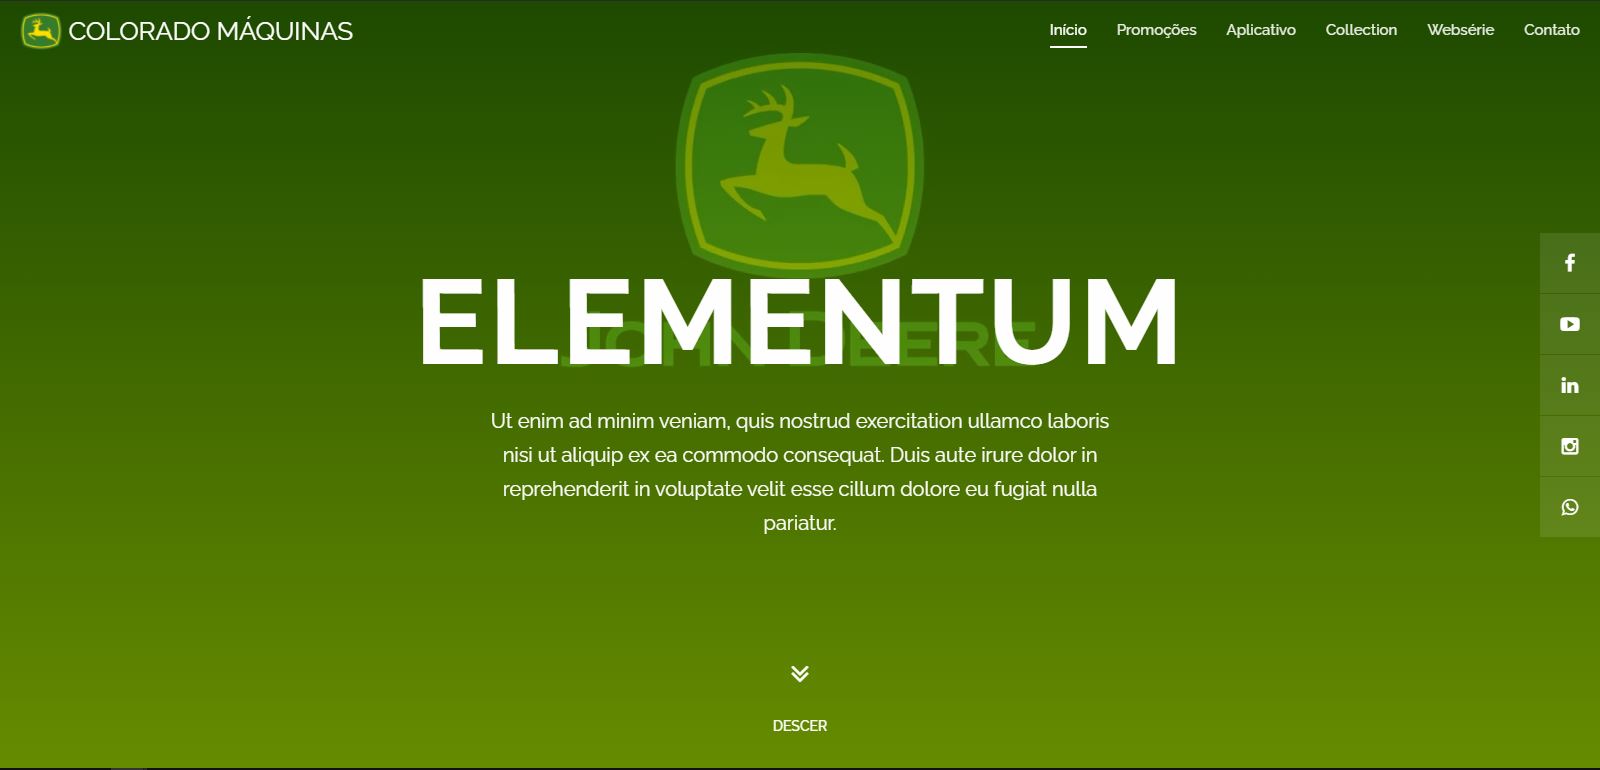 COLORADO MÁQUINAS
Início Promoções Aplicativo Collection Websérie Contato
ELEMENTUM
JOHN DEERE
Ut enim ad minim veniam, quis nostrud exercitation ullamco laboris
nisi ut aliquip ex ea commodo consequat. Duis aute irure dolor in
reprehenderit in voluptate velit esse cillum dolore eu fugiat nulla
pariatur.
DESCER